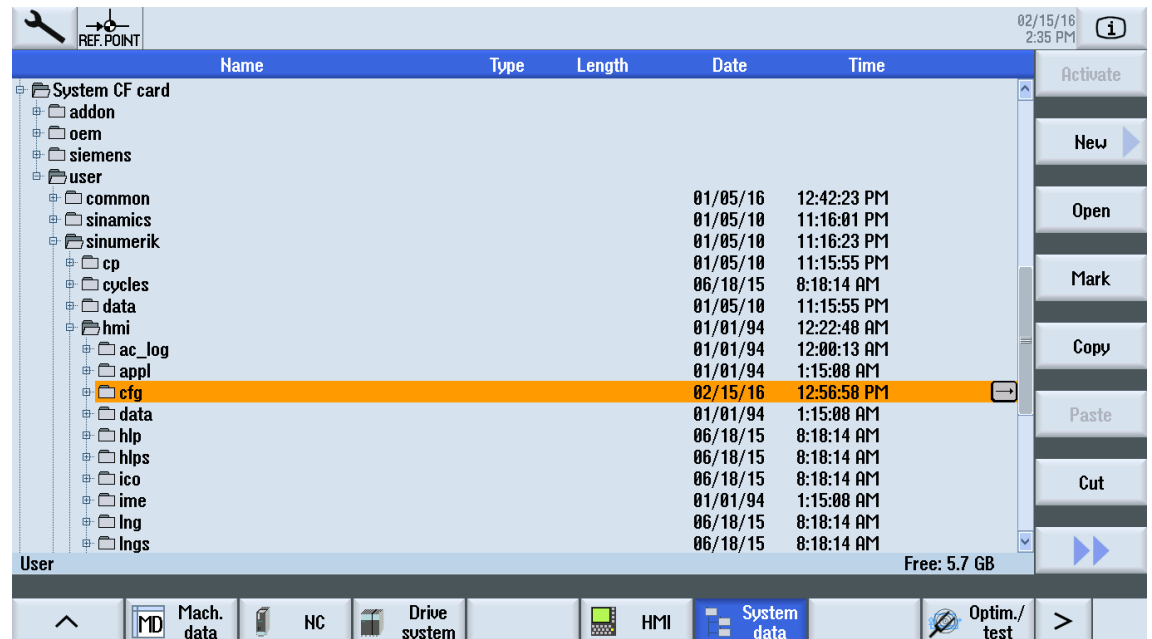 REF. POINT
02/15/16
2:35 PM
Name Type Length Date Time
System CF card
addon
oem
siemens
user
common 01/05/16 12:42:23 PM
sinamics 01/05/10 11:16:01 PM
sinumerik 01/05/10 11:16:23 PM
cp 01/05/10 11:15:55 PM
cycles 06/18/15 8:18:14 AM
data 01/05/10 11:15:55 PM
hmi 01/01/94 12:22:48 AM
ac_log 01/01/94 12:00:13 AM
appl 01/01/94 1:15:08 AM
cfg 02/15/16 12:56:58 PM
data 01/01/94 1:15:08 AM
hlp 06/18/15 8:18:14 AM
hlps 06/18/15 8:18:14 AM
ico 06/18/15 8:18:14 AM
ime 01/01/94 1:15:08 AM
lng 06/18/15 8:18:14 AM
lngs 06/18/15 8:18:14 AM
User Free: 5.7 GB
Activate
New
Open
Mark
Copy
Paste
Cut
MD
Mach.
data
NC
Drive
system
HMI
System
data
Optim./
test
>